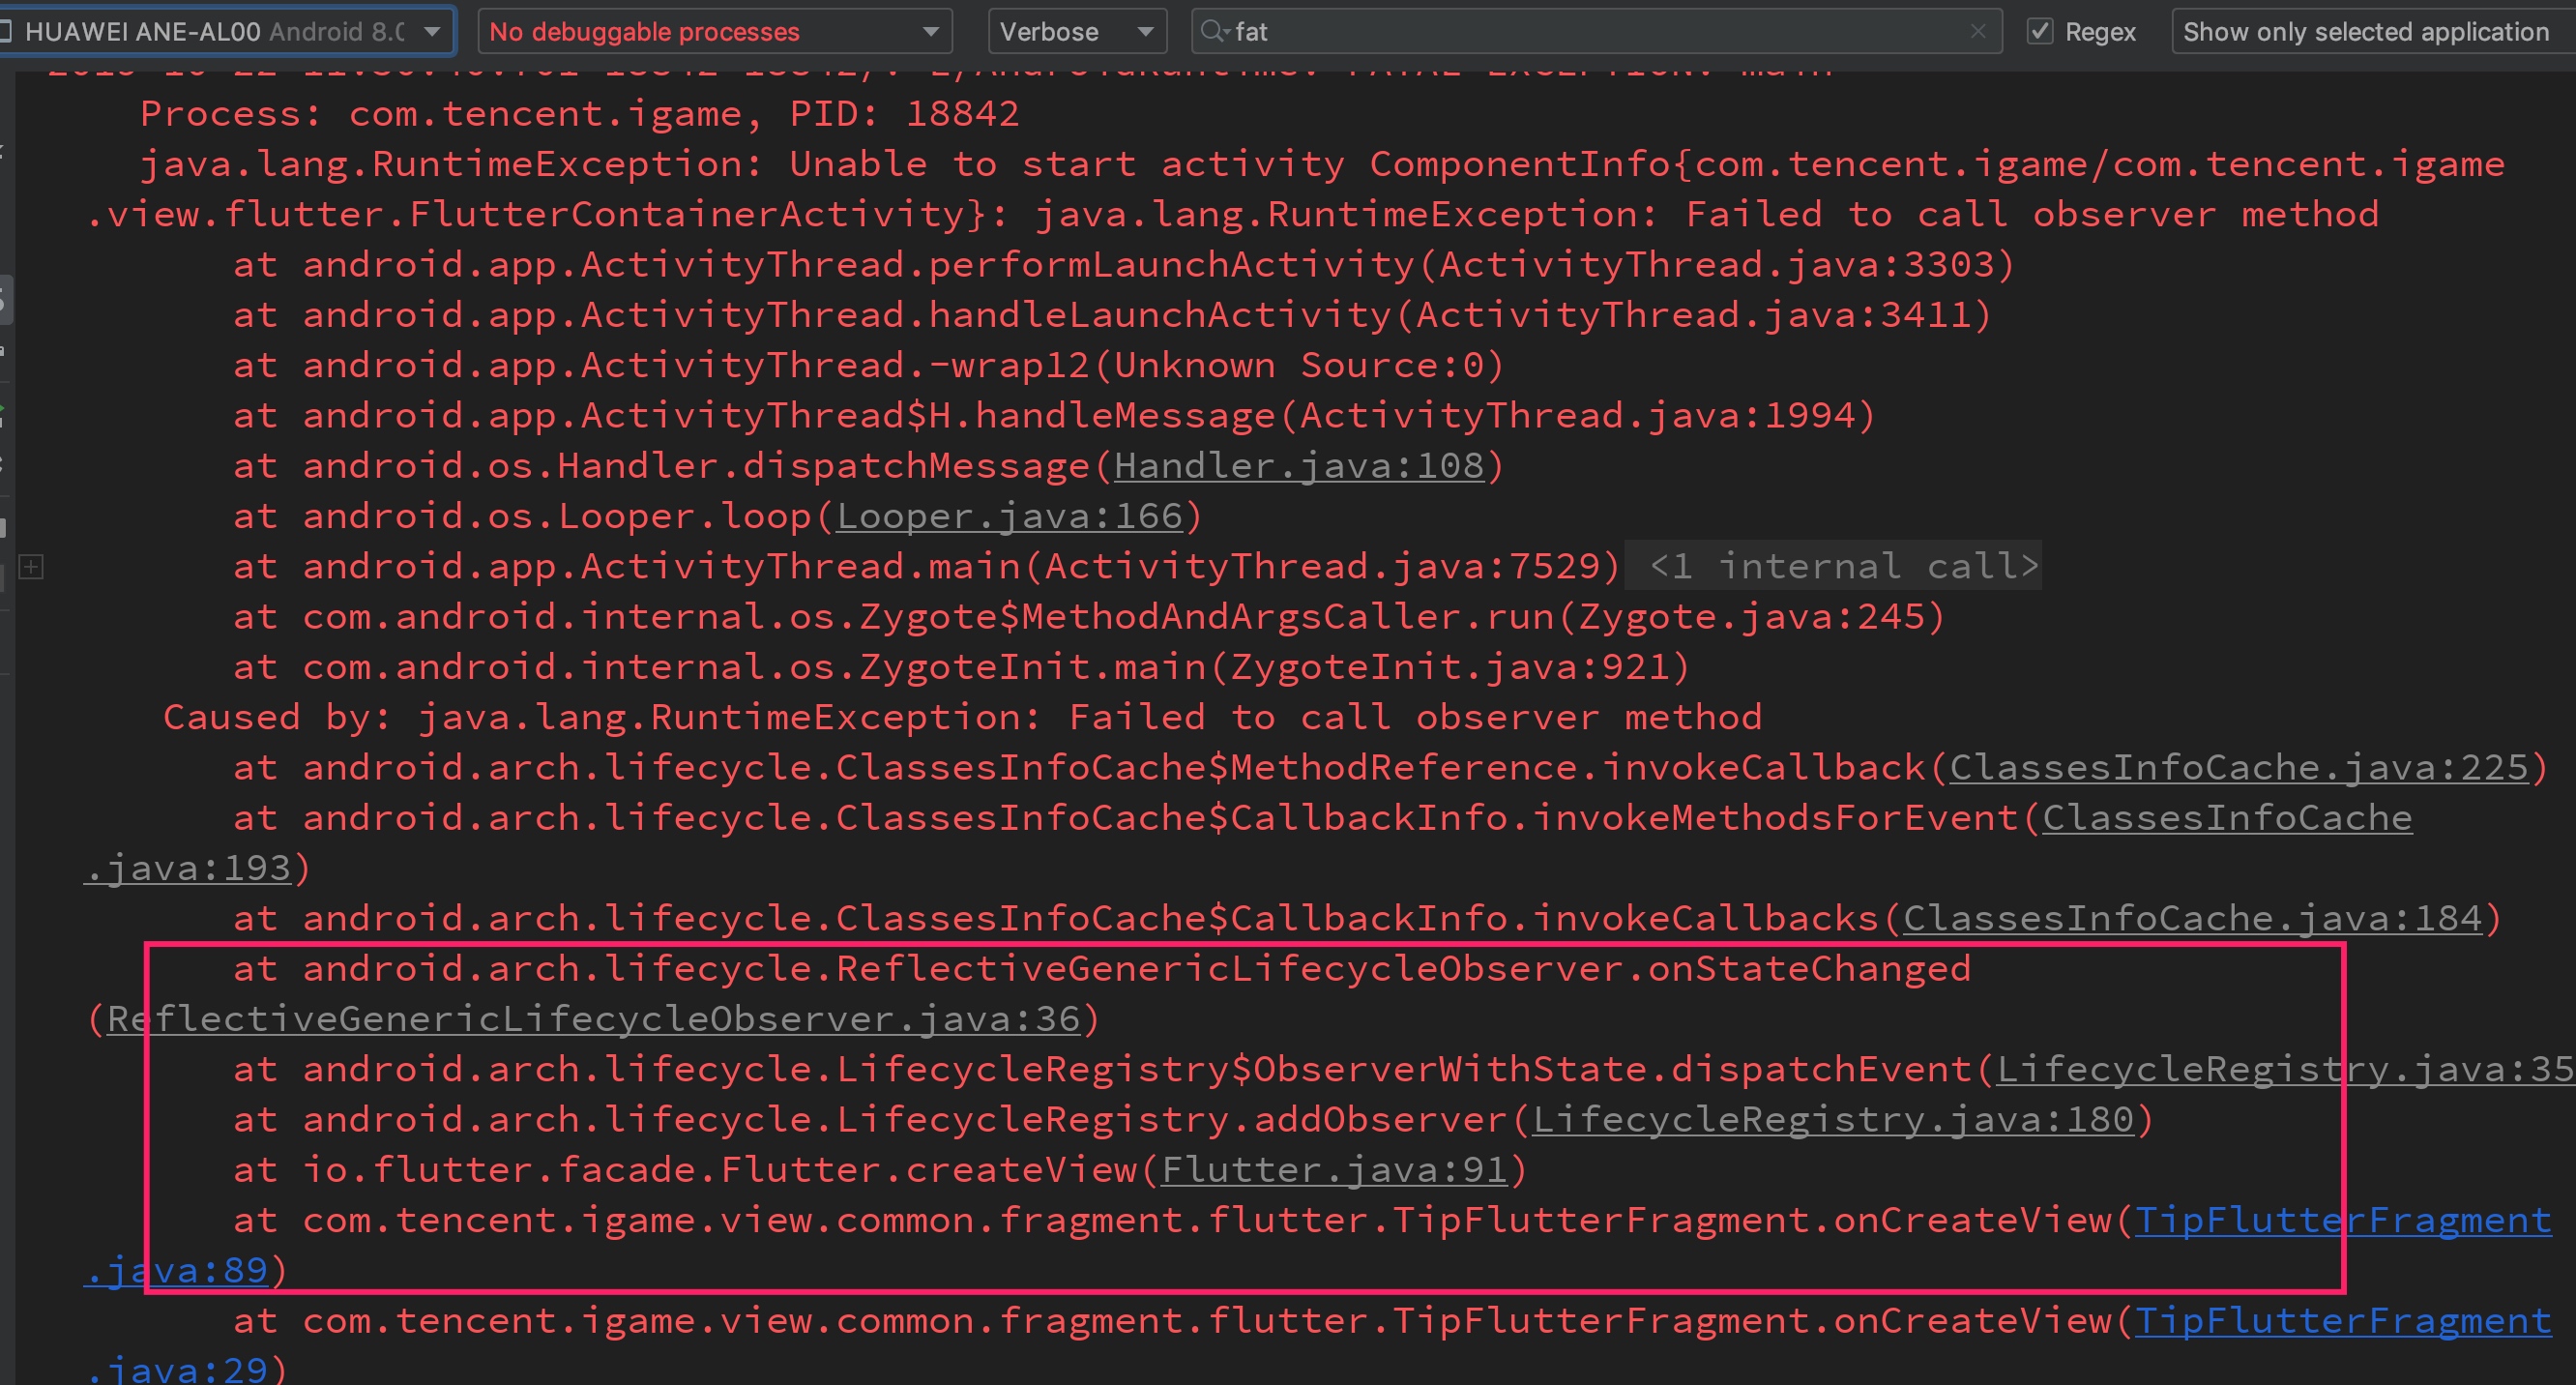 HUAWEI ANE-AL00 Android 8.0 No debuggable processes Verbose fat Regex Show only selected application
FATAL EXCEPTION: main
Process: com.tencent.igame, PID: 18842
java.lang.RuntimeException: Unable to start activity ComponentInfo{com.tencent.igame/com.tencent.igame
.view.flutter.FlutterContainerActivity}: java.lang.RuntimeException: Failed to call observer method
at android.app.ActivityThread.performLaunchActivity(ActivityThread.java:3303)
at android.app.ActivityThread.handleLaunchActivity(ActivityThread.java:3411)
at android.app.ActivityThread.-wrap12(Unknown Source:0)
at android.app.ActivityThread$H.handleMessage(ActivityThread.java:1994)
at android.os.Handler.dispatchMessage(Handler.java:108)
at android.os.Looper.loop(Looper.java:166)
at android.app.ActivityThread.main(ActivityThread.java:7529) <1 internal call>
at com.android.internal.os.Zygote$MethodAndArgsCaller.run(Zygote.java:245)
at com.android.internal.os.ZygoteInit.main(ZygoteInit.java:921)
Caused by: java.lang.RuntimeException: Failed to call observer method
at android.arch.lifecycle.ClassesInfoCache$MethodReference.invokeCallback(ClassesInfoCache.java:225)
at android.arch.lifecycle.ClassesInfoCache$CallbackInfo.invokeMethodsForEvent(ClassesInfoCache
.java:193)
at android.arch.lifecycle.ClassesInfoCache$CallbackInfo.invokeCallbacks(ClassesInfoCache.java:184)
at android.arch.lifecycle.ReflectiveGenericLifecycleObserver.onStateChanged
(ReflectiveGenericLifecycleObserver.java:36)
at android.arch.lifecycle.LifecycleRegistry$ObserverWithState.dispatchEvent(LifecycleRegistry.java:35
at android.arch.lifecycle.LifecycleRegistry.addObserver(LifecycleRegistry.java:180)
at io.flutter.facade.Flutter.createView(Flutter.java:91)
at com.tencent.igame.view.common.fragment.flutter.TipFlutterFragment.onCreateView(TipFlutterFragment
.java:89)
at com.tencent.igame.view.common.fragment.flutter.TipFlutterFragment.onCreateView(TipFlutterFragment
.java:29)